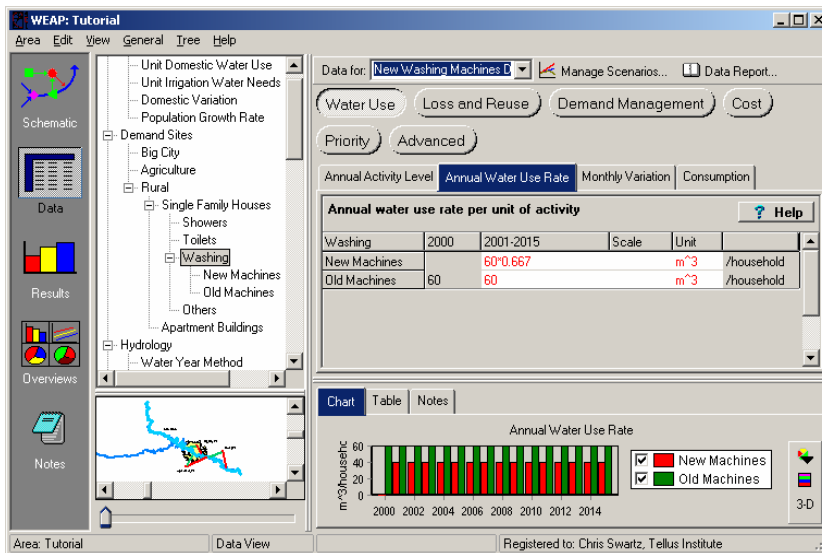 WEAP: Tutorial
Area Edit View General Tree Help
Schematic
Data
Results
Overviews
Notes
Unit Domestic Water Use
Unit Irrigation Water Needs
Domestic Variation
Population Growth Rate
Demand Sites
Big City
Agriculture
Rural
Single Family Houses
Showers
Toilets
Washing
New Machines
Old Machines
Others
Apartment Buildings
Hydrology
Water Year Method
Data for: New Washing Machines D Manage Scenarios... Data Report...
Water Use Loss and Reuse Demand Management Cost
Priority Advanced
Annual Activity Level Annual Water Use Rate Monthly Variation Consumption
Annual water use rate per unit of activity ? Help
Washing 2000 2001-2015 Scale Unit
New Machines 60*0.667 m^3 /household
Old Machines 60 60 m^3 /household
Chart Table Notes
Annual Water Use Rate
m^3/househc
60
40
20
0
2000 2002 2004 2006 2008 2010 2012 2014
New Machines
Old Machines
3-D
Area: Tutorial Data View Registered to: Chris Swartz, Tellus Institute